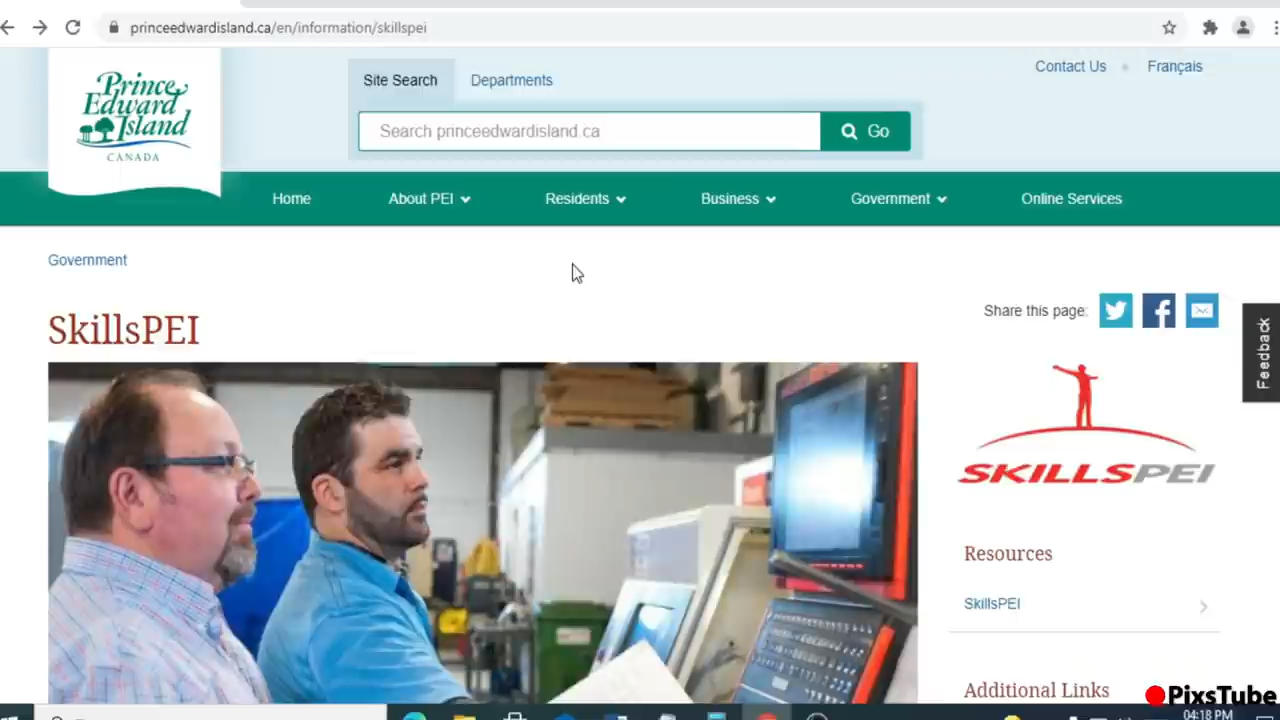 princeedwardisland.ca/en/information/skillspei
Prince
Edward
Island
CANADA
Site Search
Departments
Contact Us
Français
Search princeedwardisland.ca
Go
Home
About PEI
Residents
Business
Government
Online Services
Government
SkillsPEI
Share this page:
Feedback
SKILLSPEI
Resources
SkillsPEI
Additional Links
PixsTube
04:18 PM